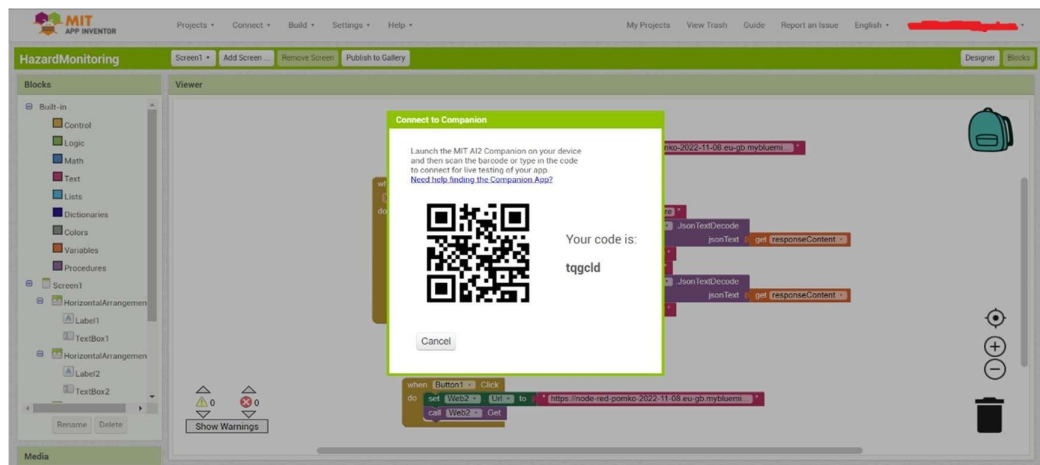 MIT
APP INVENTOR
Projects Connect Build Settings Help
My Projects View Trash Guide Report an Issue English
HazardMonitoring
Screen1 Add Screen ... Remove Screen Publish to Gallery
Designer Blocks
Blocks
Viewer
Built-in
Control
Logic
Math
Text
Lists
Dictionaries
Colors
Variables
Procedures
Screen1
HorizontalArrangemen
Label1
TextBox1
HorizontalArrangemen
Label2
TextBox2
Rename Delete
Media
Connect to Companion
Launch the MIT AI2 Companion on your device
and then scan the barcode or type in the code
to connect for live testing of your app.
Need help finding the Companion App?
Your code is:
tqgcld
Cancel
2022-11-08.eu-gb.mybluemi...
do
.JsonTextDecode
jsonText get responseContent
.JsonTextDecode
jsonText get responseContent
when Button1 .Click
do set Web2 . Url to " https://node-red-pomko-2022-11-08.eu-gb.mybluemi... "
call Web2 .Get
0 0
Show Warnings